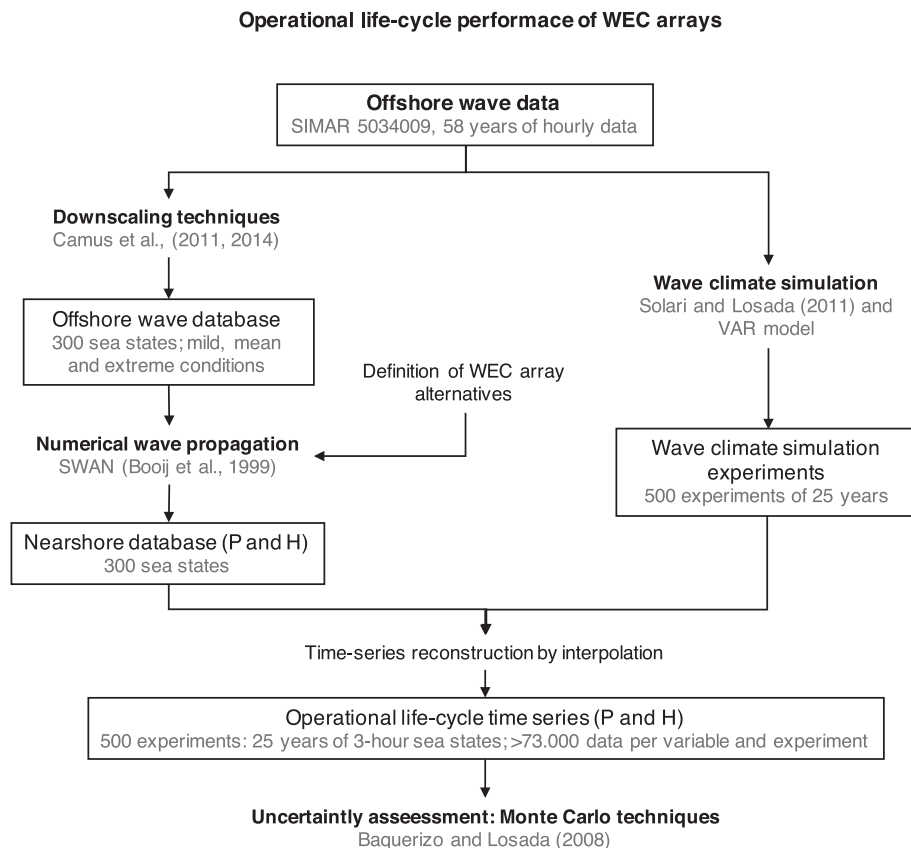 Operational life-cycle performace of WEC arrays
Offshore wave data
SIMAR 5034009, 58 years of hourly data
Downscaling techniques
Camus et al., (2011, 2014)
Offshore wave database
300 sea states; mild, mean
and extreme conditions
Definition of WEC array
alternatives
Numerical wave propagation
SWAN (Booij et al., 1999)
Nearshore database (P and H)
300 sea states
Wave climate simulation
Solari and Losada (2011) and
VAR model
Wave climate simulation
experiments
500 experiments of 25 years
Time-series reconstruction by interpolation
Operational life-cycle time series (P and H)
500 experiments: 25 years of 3-hour sea states; >73.000 data per variable and experiment
Uncertaintly asseessment: Monte Carlo techniques
Baquerizo and Losada (2008)